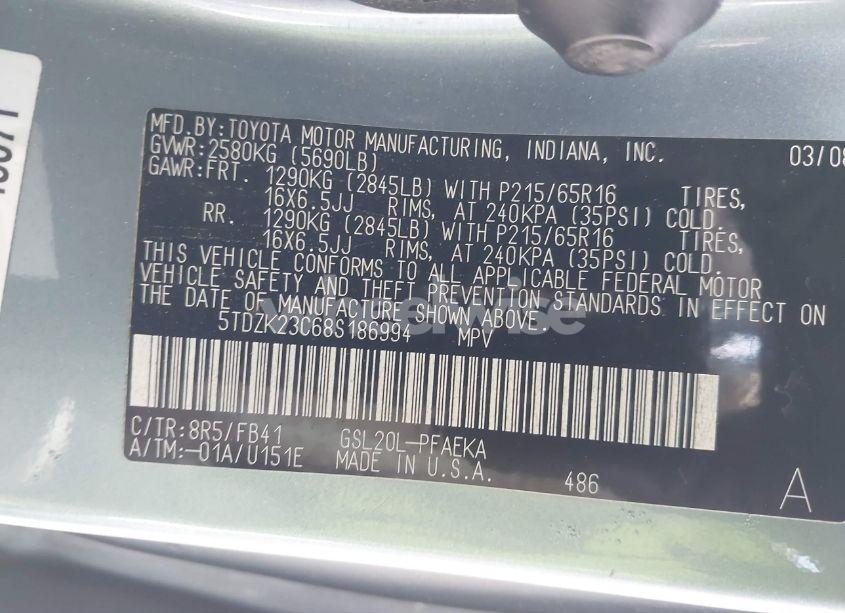 MFD.BY:TOYOTA MOTOR MANUFACTURING, INDIANA, INC. 03/08
GVWR:2580KG (5690LB)
GAWR:FRT. 1290KG (2845LB) WITH P215/65R16 TIRES,
16X6.5JJ RIMS, AT 240KPA (35PSI) COLD.
RR. 1290KG (2845LB) WITH P215/65R16 TIRES,
16X6.5JJ RIMS, AT 240KPA (35PSI) COLD.
THIS VEHICLE CONFORMS TO ALL APPLICABLE FEDERAL MOTOR
VEHICLE SAFETY AND THEFT PREVENTION STANDARDS IN EFFECT ON
THE DATE OF MANUFACTURE SHOWN ABOVE.
5TDZK23C68S186994 MPV
C/TR:8R5/FB41 GSL20L-PFAEKA
A/TM:-01A/U151E MADE IN U.S.A. 486 A